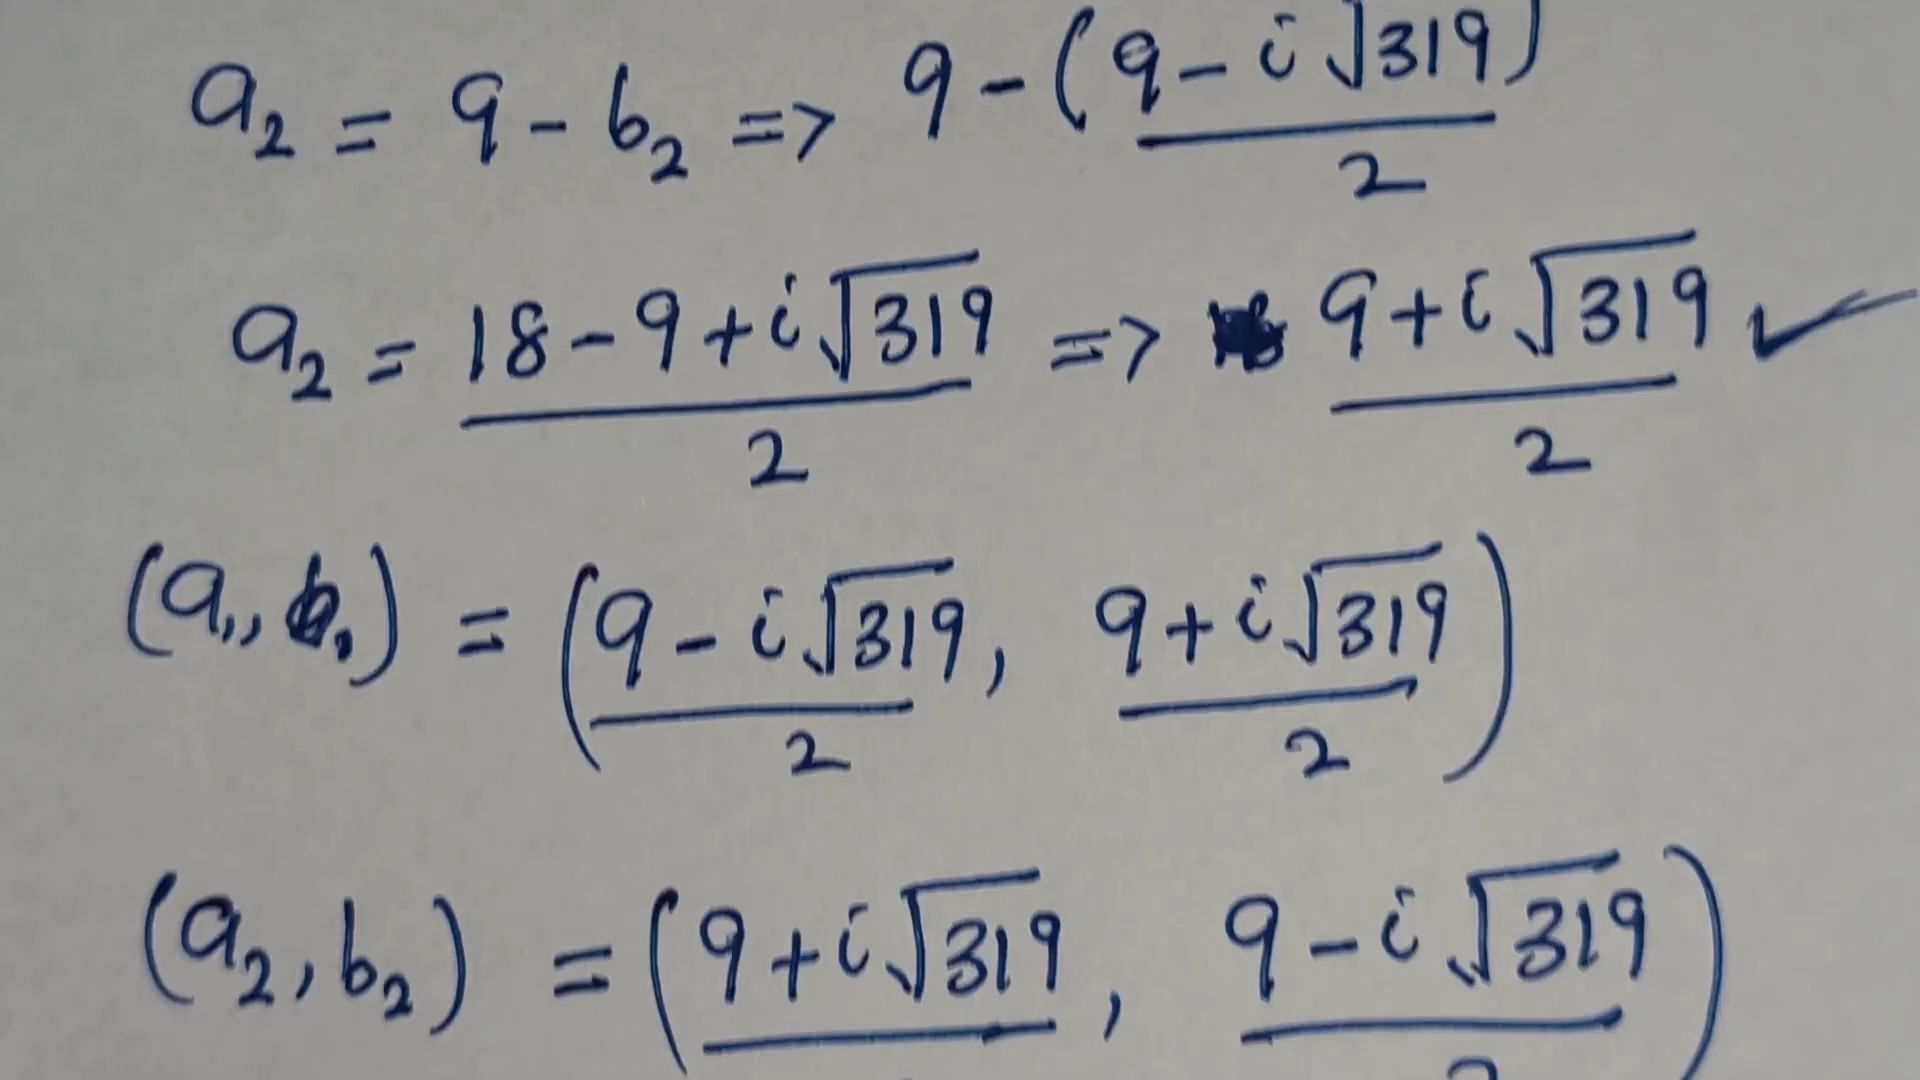 a₂ = 9 - b₂ => 9 - (9 - i√319)/2
a₂ = (18 - 9 + i√319)/2 => (9 + i√319)/2 ✓
(a₁, b₁) = ((9 - i√319)/2, (9 + i√319)/2)
(a₂, b₂) = ((9 + i√319), (9 - i√319)/2)